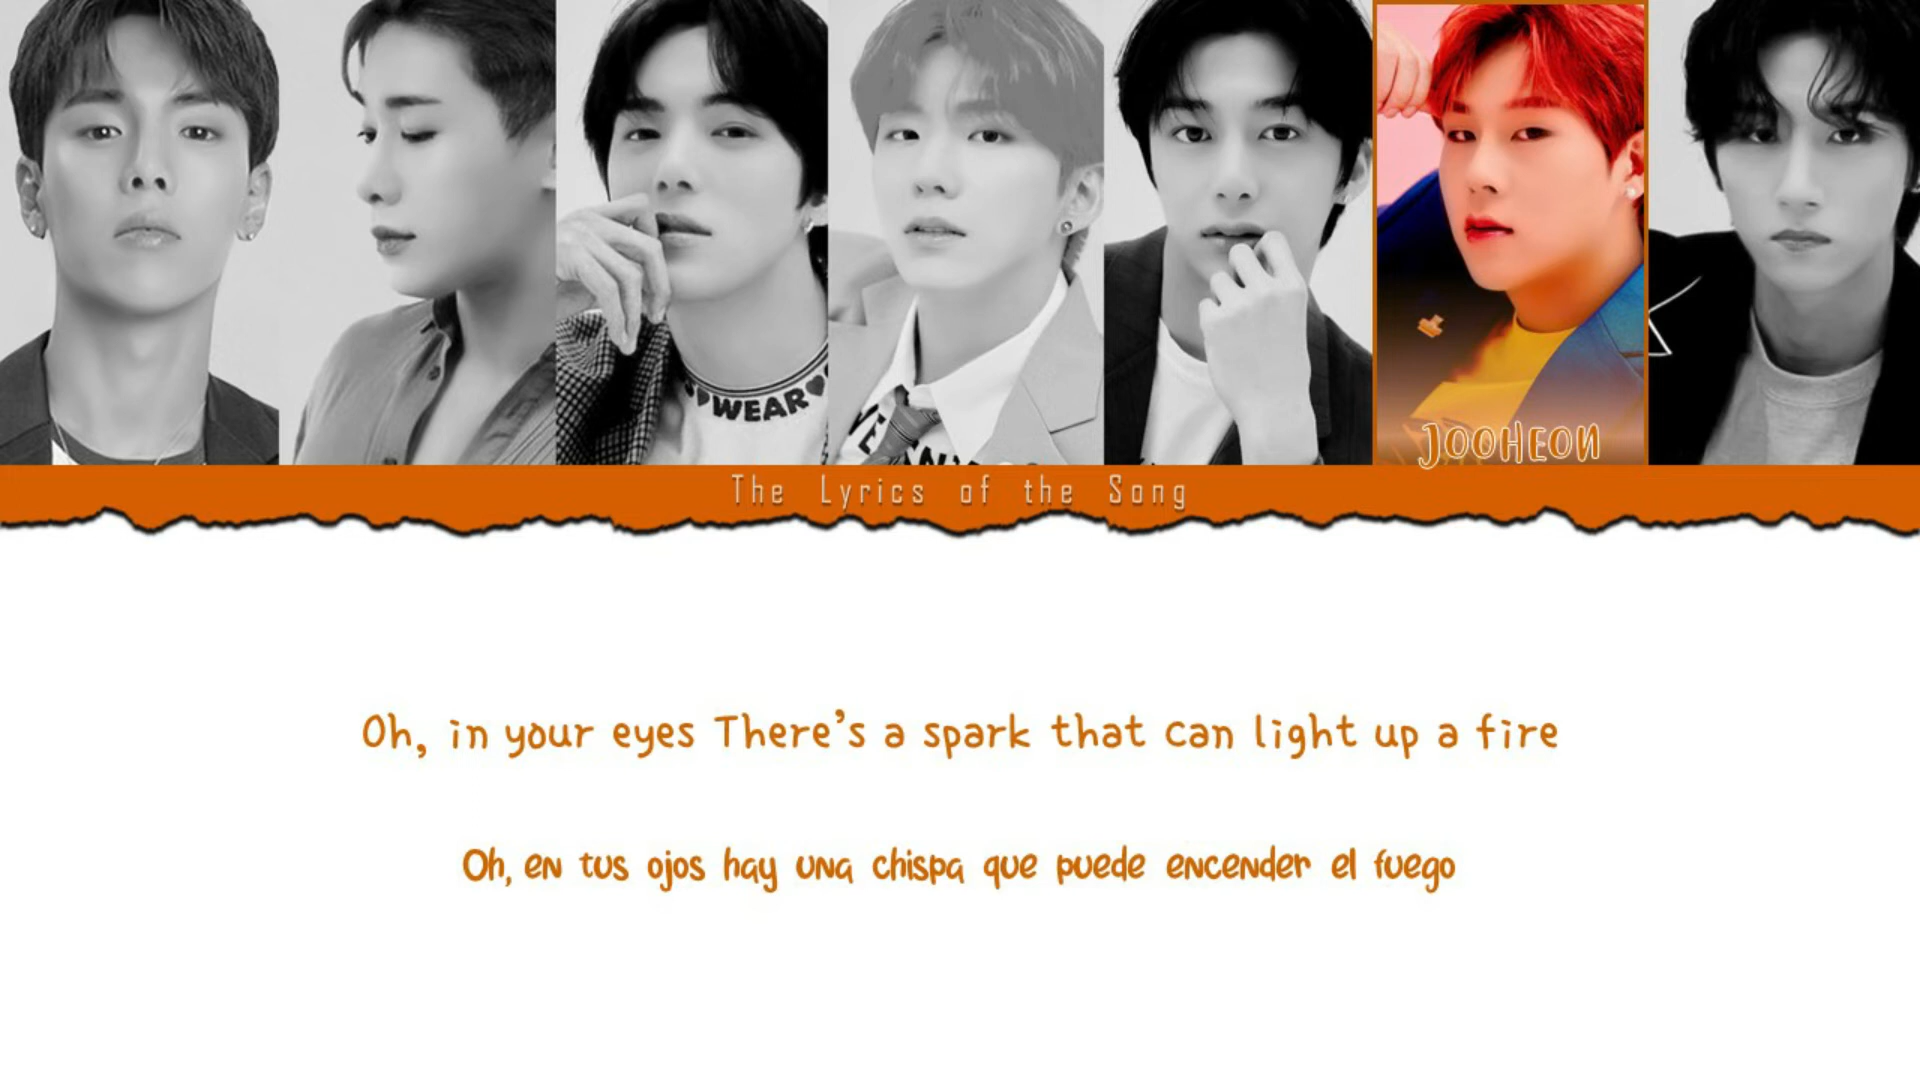 WEAR
JOOHEON
The Lyrics of the Song
Oh, in your eyes There's a spark that can light up a fire
Oh, en tus ojos hay una chispa que puede encender el fuego